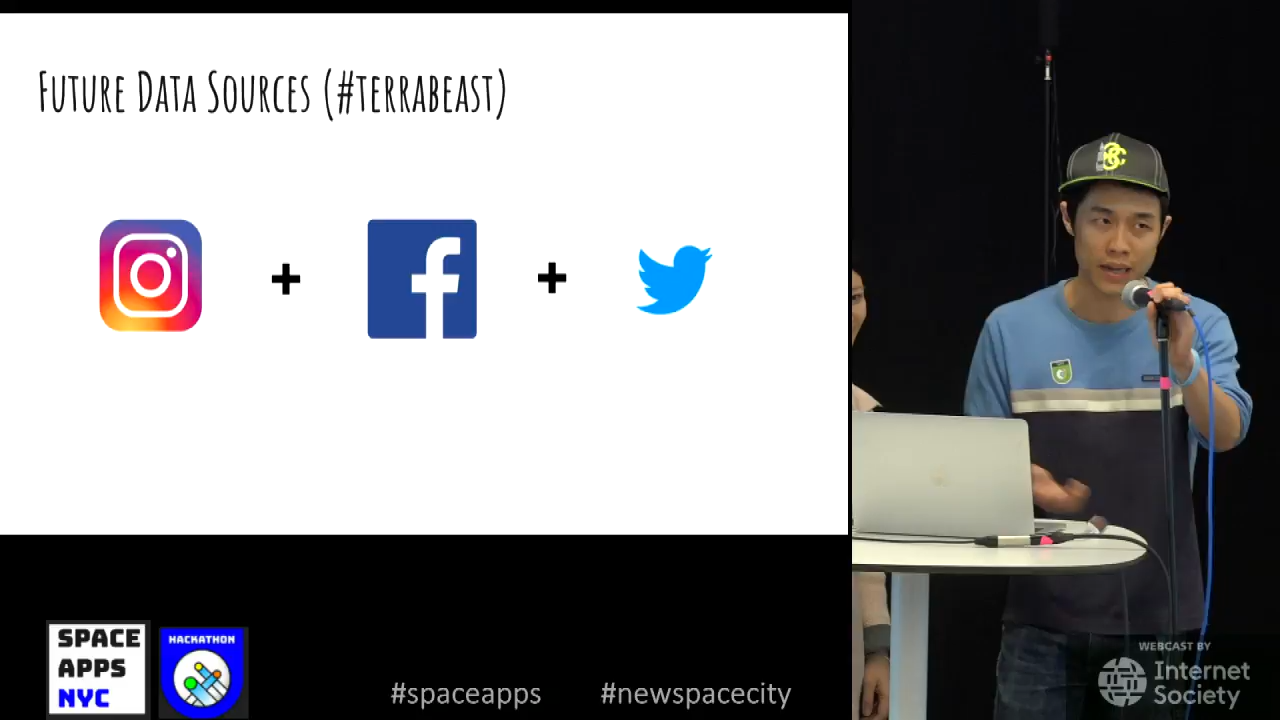 Future Data Sources (#terrabeast)
+
+
SPACE
APPS
NYC
HACKATHON
#spaceapps
#newspacecity
WEBCAST BY
Internet
Society